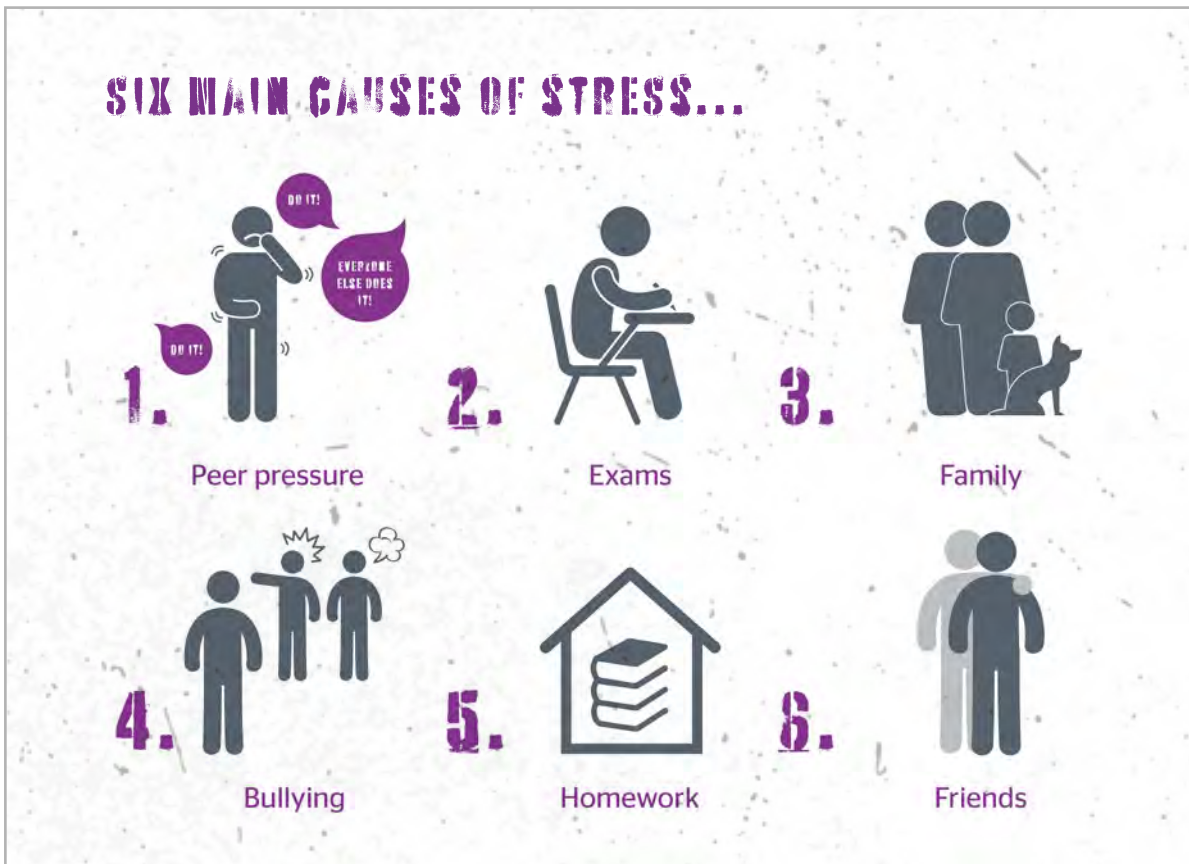 SIX MAIN CAUSES OF STRESS...
DO IT!
EVERYONE
ELSE DOES
IT!
DO IT!
1.
Peer pressure
2.
Exams
3.
Family
4.
Bullying
5.
Homework
6.
Friends